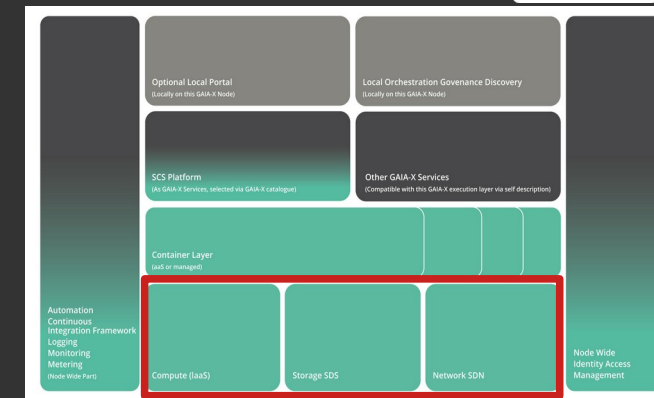 Optional Local Portal
(Locally on this GAIA-X Node)
Local Orchestration Govenance Discovery
(Locally on this GAIA-X Node)
SCS Platform
(As GAIA-X Services, selected via GAIA-X catalogue)
Other GAIA-X Services
(Compatible with this GAIA-X execution layer via self description)
Container Layer
(aaS or managed)
Automation
Continuous
Integration Framework
Logging
Monitoring
Metering
(Node Wide Part)
Compute (IaaS)
Storage SDS
Network SDN
Node Wide
Identity Access
Management